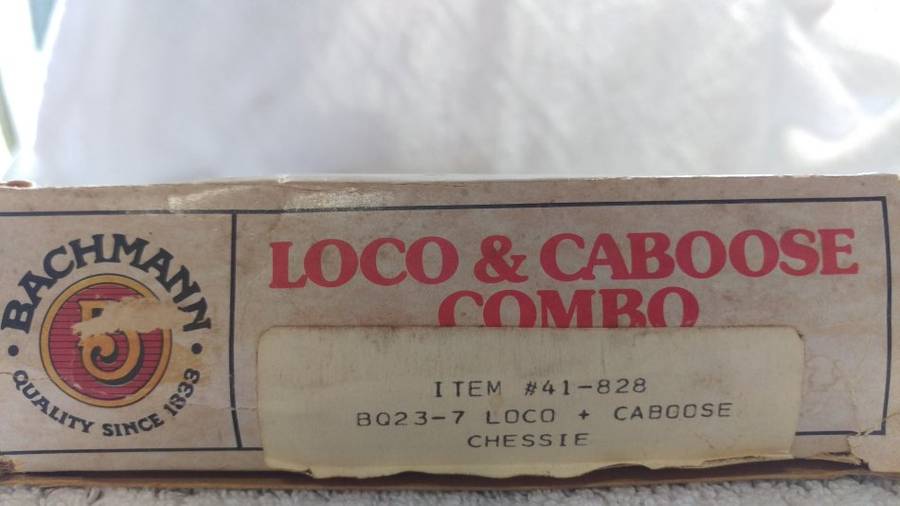 BACHMANN
QUALITY SINCE 1833
LOCO & CABOOSE
COMBO
ITEM #41-828
BQ23-7 LOCO + CABOOSE
CHESSIE